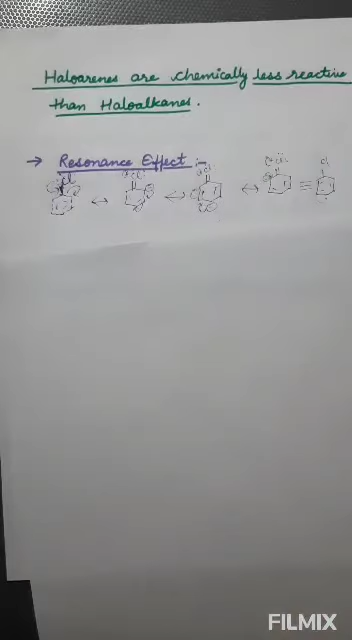 Haloarenes are chemically less reactive
than Haloalkanes.
→ Resonance Effect :-
FILMIX